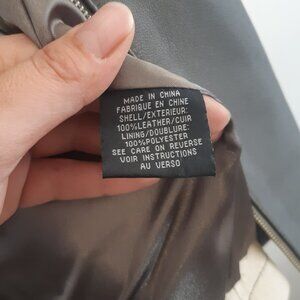 MADE IN CHINA
FABRIQUE EN CHINE
SHELL/EXTERIEUR:
100%LEATHER/CUIR
LINING/DOUBLURE:
100%POLYESTER
SEE CARE ON REVERSE
VOIR INSTRUCTIONS
AU VERSO